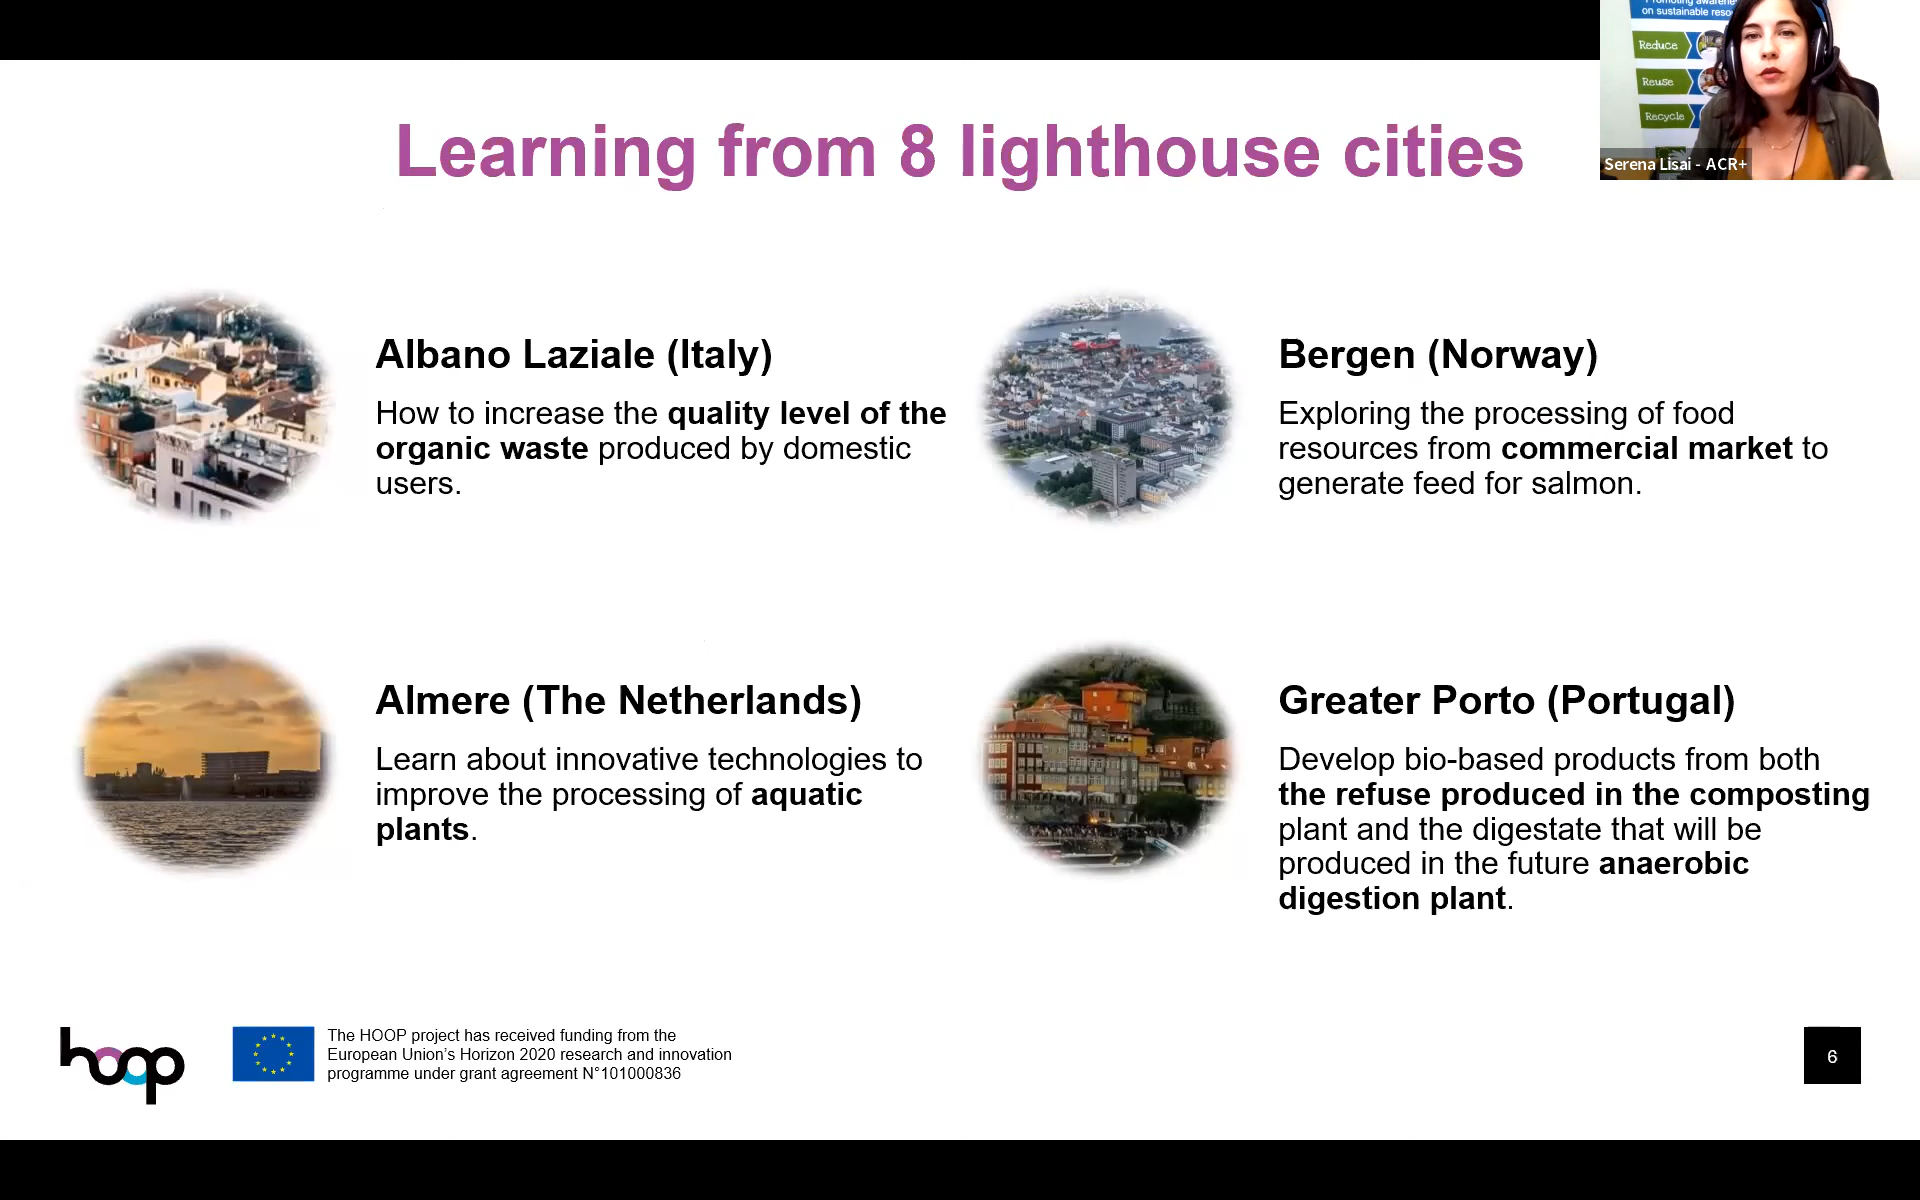 Promoting awarene
on sustainable reso
Reduce
Reuse
Recycle
Serena Lisai - ACR+
Learning from 8 lighthouse cities
Albano Laziale (Italy)
How to increase the quality level of the
organic waste produced by domestic
users.
Bergen (Norway)
Exploring the processing of food
resources from commercial market to
generate feed for salmon.
Almere (The Netherlands)
Learn about innovative technologies to
improve the processing of aquatic
plants.
Greater Porto (Portugal)
Develop bio-based products from both
the refuse produced in the composting
plant and the digestate that will be
produced in the future anaerobic
digestion plant.
hoop
The HOOP project has received funding from the
European Union's Horizon 2020 research and innovation
programme under grant agreement N°101000836
6